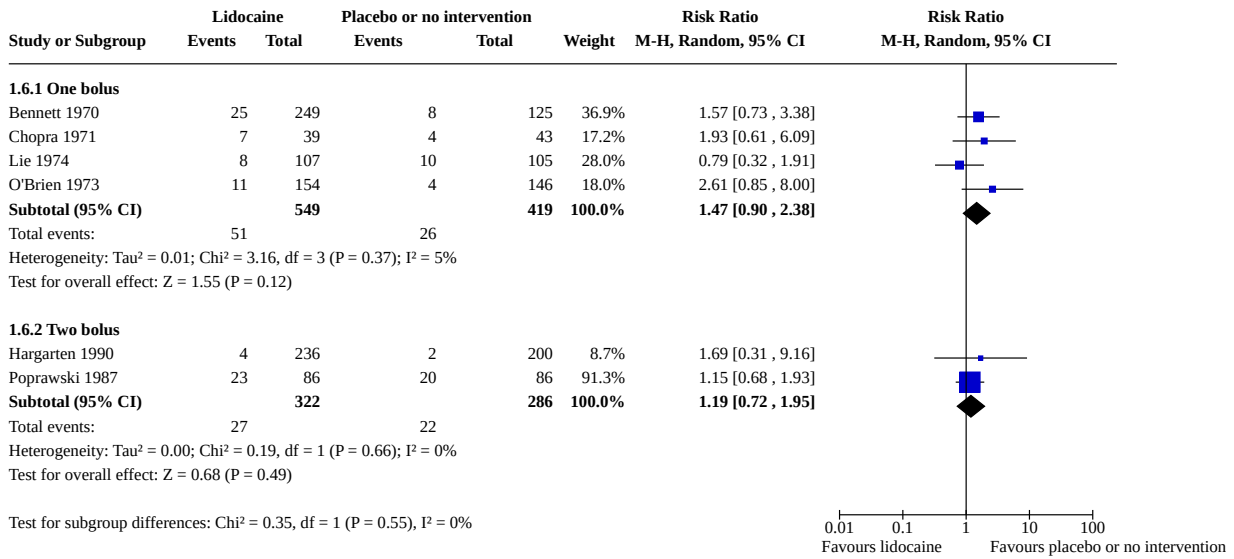 Lidocaine Placebo or no intervention Risk Ratio Risk Ratio
Study or Subgroup Events Total Events Total Weight M-H, Random, 95% CI M-H, Random, 95% CI
1.6.1 One bolus
Bennett 1970 25 249 8 125 36.9% 1.57 [0.73 , 3.38]
Chopra 1971 7 39 4 43 17.2% 1.93 [0.61 , 6.09]
Lie 1974 8 107 10 105 28.0% 0.79 [0.32 , 1.91]
O'Brien 1973 11 154 4 146 18.0% 2.61 [0.85 , 8.00]
Subtotal (95% CI) 549 419 100.0% 1.47 [0.90 , 2.38]
Total events: 51 26
Heterogeneity: Tau² = 0.01; Chi² = 3.16, df = 3 (P = 0.37); I² = 5%
Test for overall effect: Z = 1.55 (P = 0.12)
1.6.2 Two bolus
Hargarten 1990 4 236 2 200 8.7% 1.69 [0.31 , 9.16]
Poprawski 1987 23 86 20 86 91.3% 1.15 [0.68 , 1.93]
Subtotal (95% CI) 322 286 100.0% 1.19 [0.72 , 1.95]
Total events: 27 22
Heterogeneity: Tau² = 0.00; Chi² = 0.19, df = 1 (P = 0.66); I² = 0%
Test for overall effect: Z = 0.68 (P = 0.49)
Test for subgroup differences: Chi² = 0.35, df = 1 (P = 0.55), I² = 0%
0.01 0.1 1 10 100
Favours lidocaine Favours placebo or no intervention